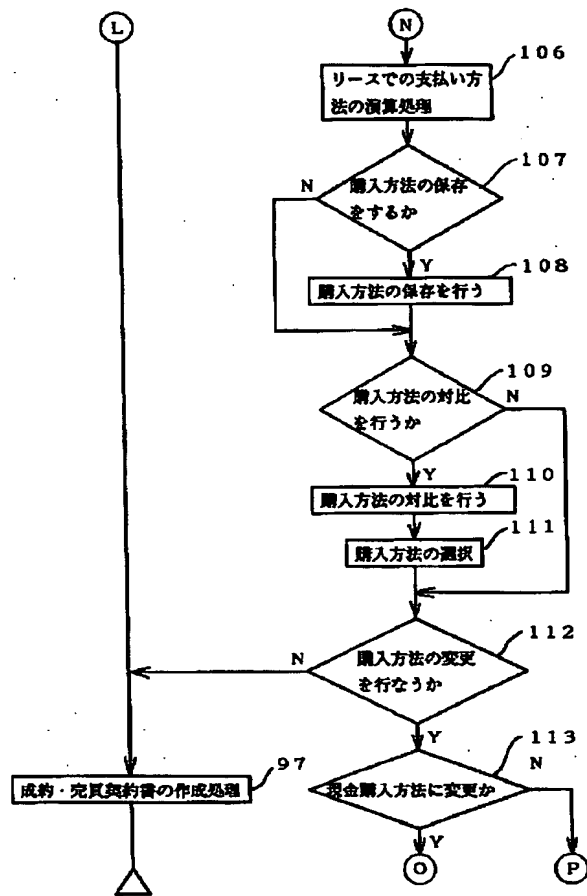 L
N
106
リースでの支払い方
法の演算処理
107
N
購入方法の保存
をするか
Y
108
購入方法の保存を行う
109
購入方法の対比
を行うか
N
Y
110
購入方法の対比を行う
111
購入方法の選択
112
N
購入方法の変更
を行なうか
Y
113
97
成約・売買契約書の作成処理
現金購入方法に変更か
N
Y
O
P